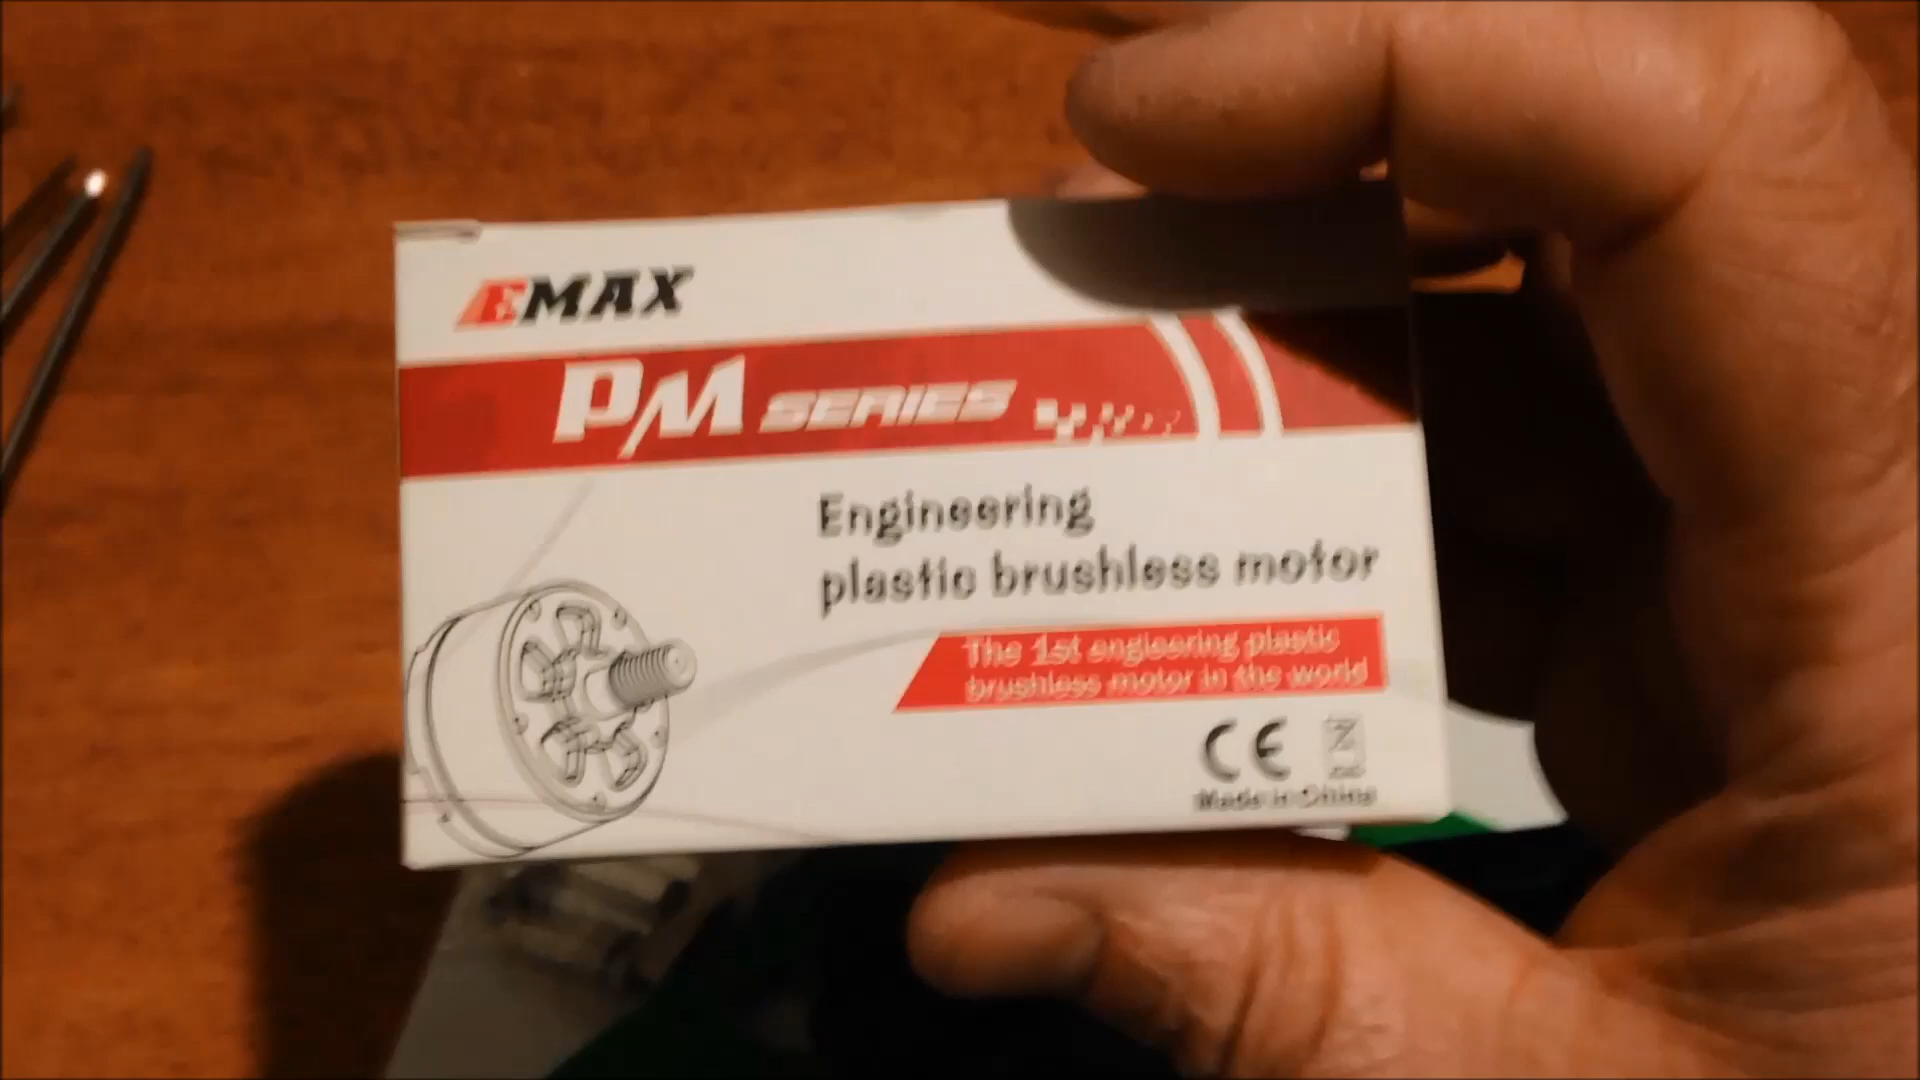 EMAX
PM SERIES
Engineering
plastic brushless motor
The 1st engieering plastic
brushless motor in the world
CE
Made in China